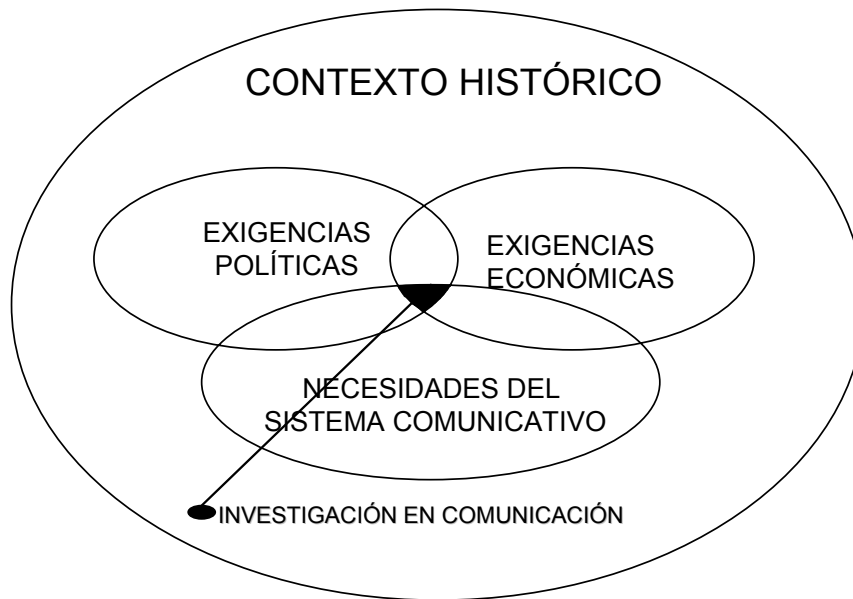 CONTEXTO HISTÓRICO
EXIGENCIAS
POLÍTICAS
EXIGENCIAS
ECONÓMICAS
NECESIDADES DEL
SISTEMA COMUNICATIVO
INVESTIGACIÓN EN COMUNICACIÓN